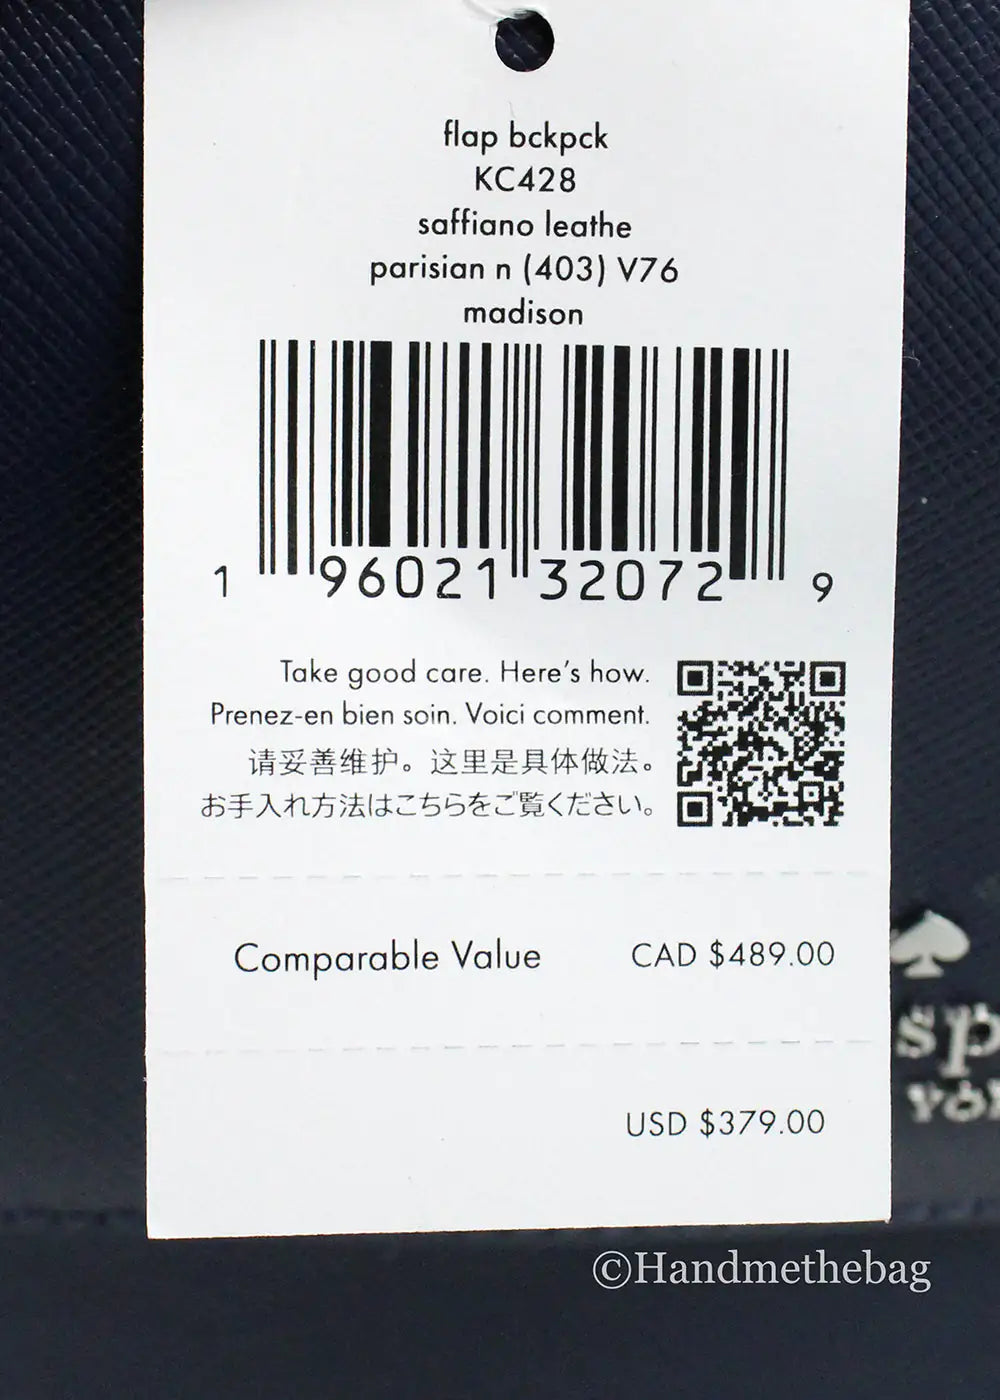 flap bckpck
KC428
saffiano leathe
parisian n (403) V76
madison
1 96021 32072 9
Take good care. Here's how.
Prenez-en bien soin. Voici comment.
请妥善维护。这里是具体做法。
お手入れ方法はこちらをご覧ください。
Comparable Value CAD $489.00
sp
USD $379.00
YO
©Handmethebag